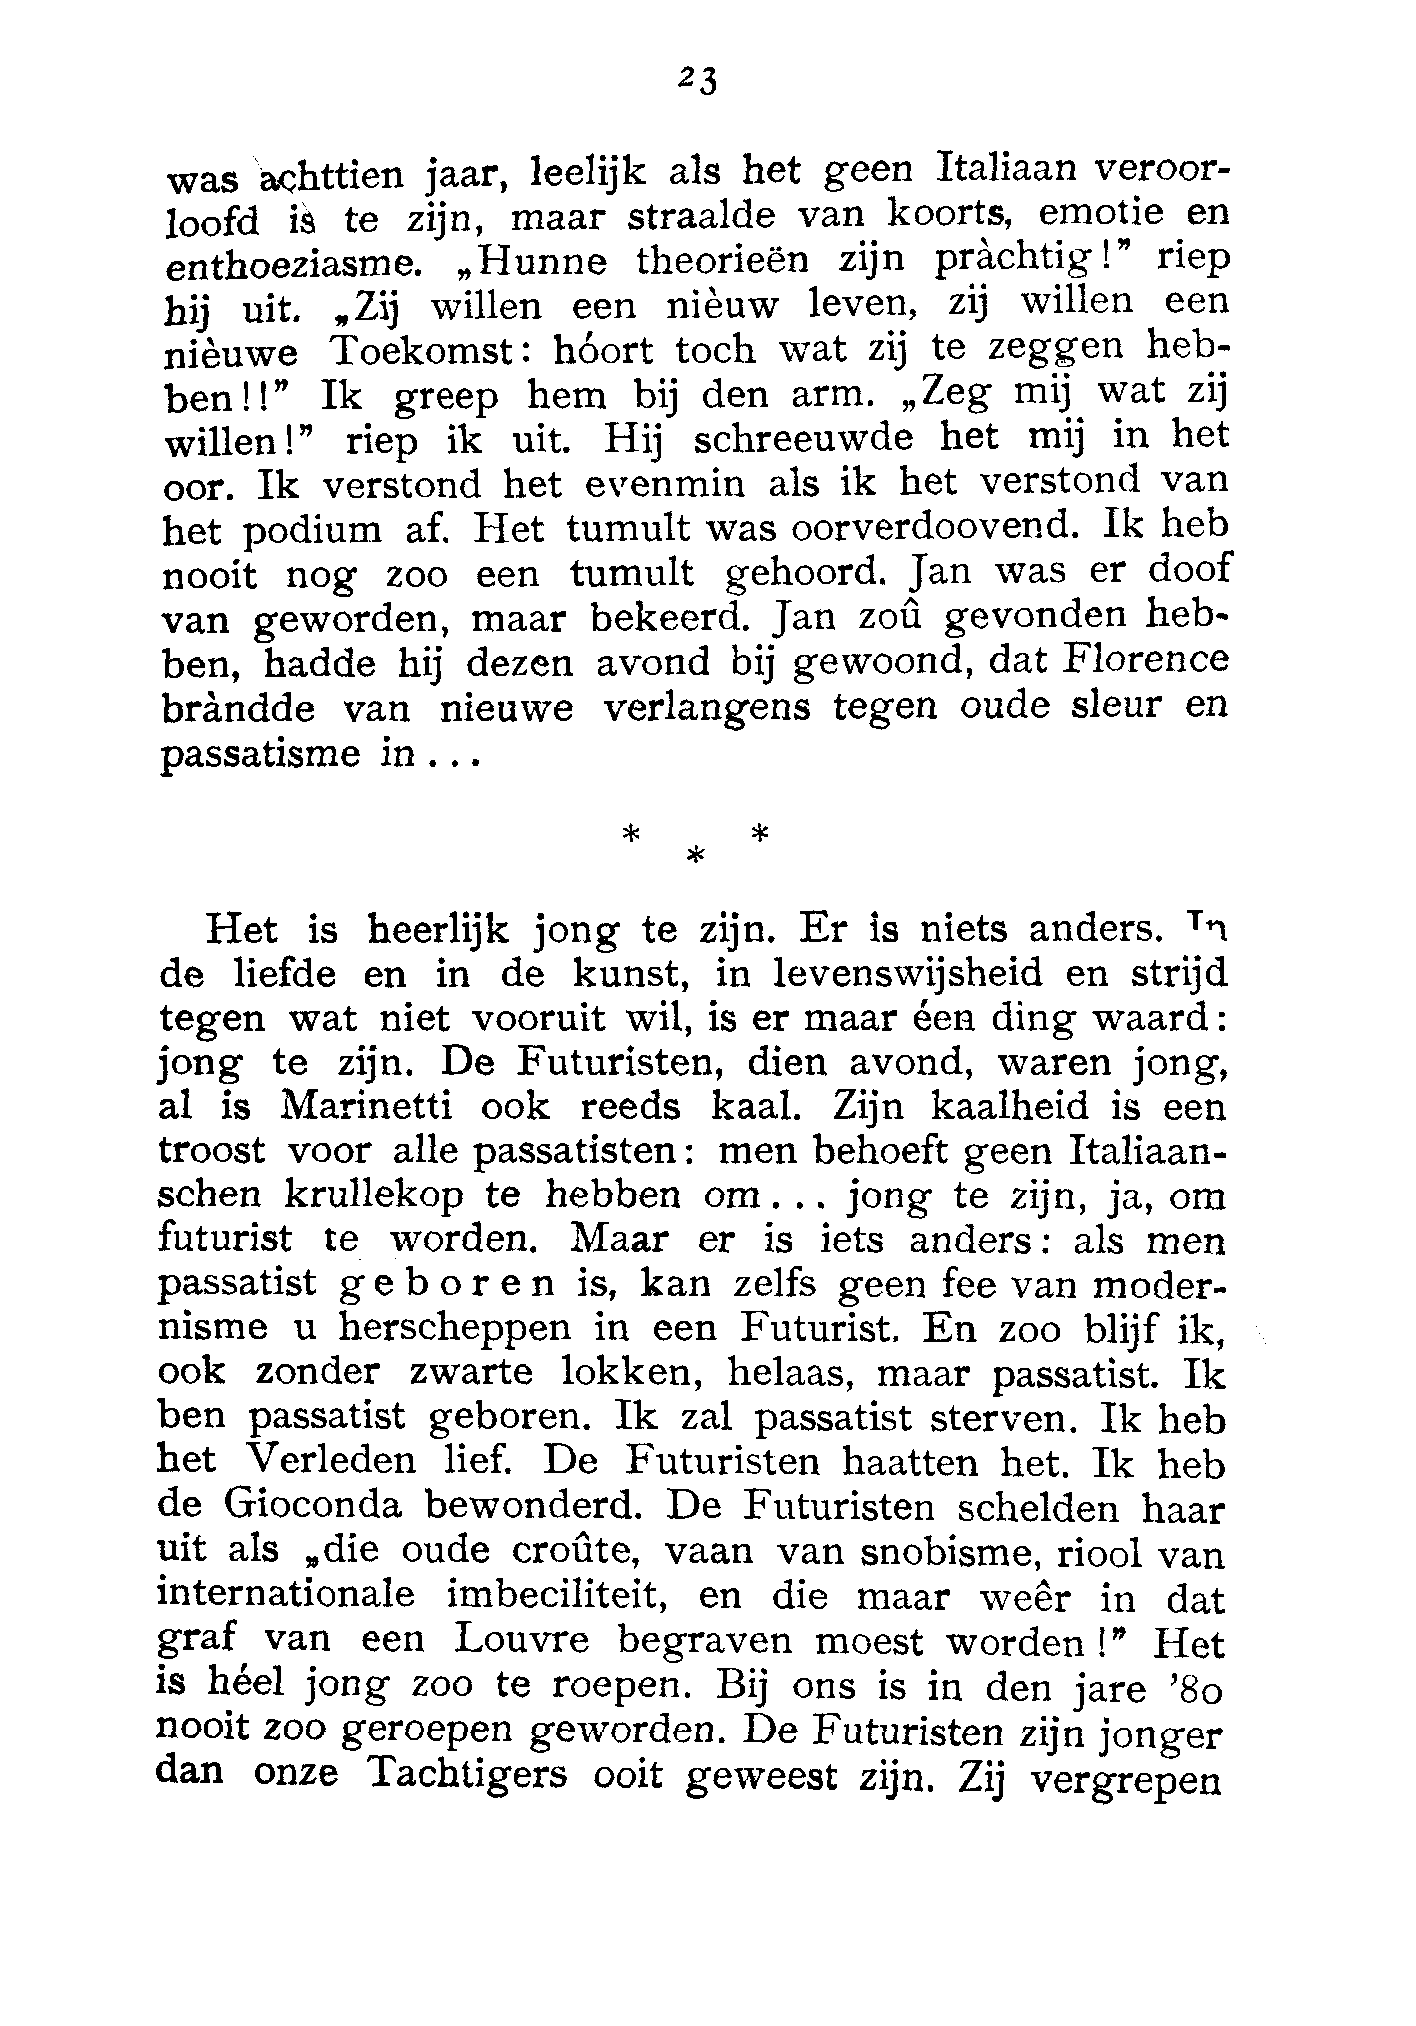 23
was achttien jaar, leelijk als het geen Italiaan veroor-
loofd is te zijn, maar straalde van koorts, emotie en
enthoeziasme. „Hunne theorieën zijn pràchtig!” riep
hij uit. „Zij willen een nièuw leven, zij willen een
nièuwe Toekomst: hóort toch wat zij te zeggen heb-
ben!!” Ik greep hem bij den arm. „Zeg mij wat zij
willen!” riep ik uit. Hij schreeuwde het mij in het
oor. Ik verstond het evenmin als ik het verstond van
het podium af. Het tumult was oorverdoovend. Ik heb
nooit nog zoo een tumult gehoord. Jan was er doof
van geworden, maar bekeerd. Jan zoû gevonden heb-
ben, hadde hij dezen avond bij gewoond, dat Florence
bràndde van nieuwe verlangens tegen oude sleur en
passatisme in...
* * *
Het is heerlijk jong te zijn. Er is niets anders. In
de liefde en in de kunst, in levenswijsheid en strijd
tegen wat niet vooruit wil, is er maar éen ding waard:
jong te zijn. De Futuristen, dien avond, waren jong,
al is Marinetti ook reeds kaal. Zijn kaalheid is een
troost voor alle passatisten: men behoeft geen Italiaan-
schen krullekop te hebben om... jong te zijn, ja, om
futurist te worden. Maar er is iets anders: als men
passatist geboren is, kan zelfs geen fee van moder-
nisme u herscheppen in een Futurist. En zoo blijf ik,
ook zonder zwarte lokken, helaas, maar passatist. Ik
ben passatist geboren. Ik zal passatist sterven. Ik heb
het Verleden lief. De Futuristen haatten het. Ik heb
de Gioconda bewonderd. De Futuristen schelden haar
uit als „die oude croûte, vaan van snobisme, riool van
internationale imbeciliteit, en die maar weêr in dat
graf van een Louvre begraven moest worden!” Het
is héel jong zoo te roepen. Bij ons is in den jare ’80
nooit zoo geroepen geworden. De Futuristen zijn jonger
dan onze Tachtigers ooit geweest zijn. Zij vergrepen